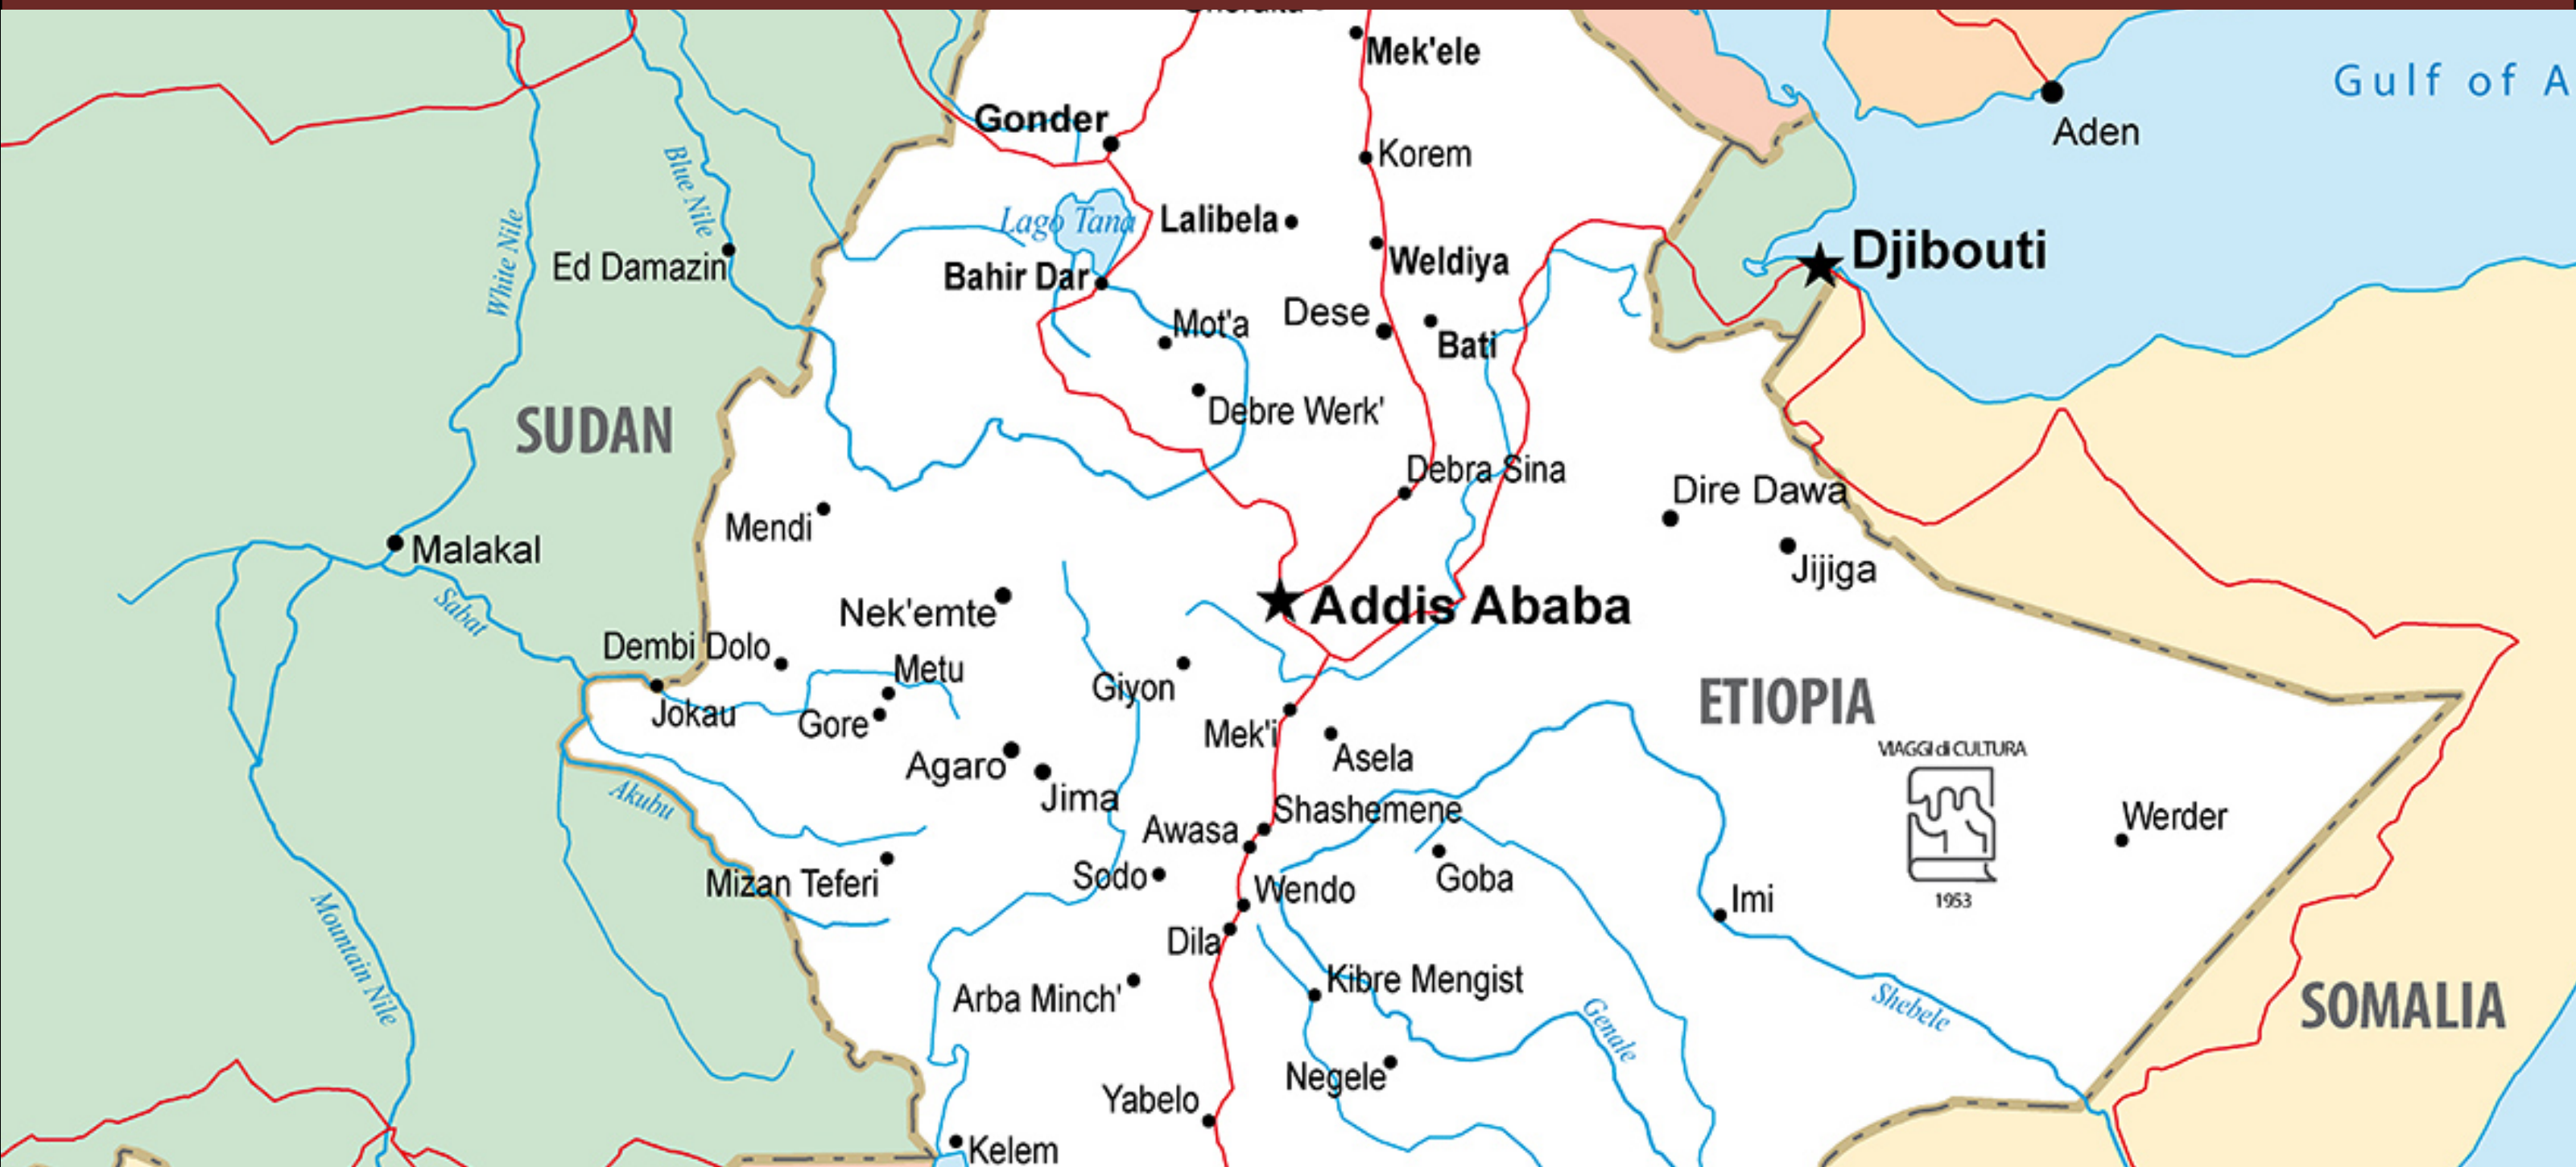 Mek'ele
Gulf of A
Gonder
Aden
Korem
Blue Nile
White Nile
Lago Tana
Lalibela
Djibouti
Ed Damazin
Weldiya
Bahir Dar
Mot'a
Dese
Bati
SUDAN
Debre Werk'
Debra Sina
Dire Dawa
Mendi
Malakal
Jijiga
Sabat
Nek'emte
Addis Ababa
Dembi Dolo
Metu
Giyon
ETIOPIA
Jokau
Gore
Mek'i
VIAGGI di CULTURA
Asela
Agaro
Jima
Akubu
Shashemene
Awasa
Werder
1953
Mizan Teferi
Sodo
Goba
Wendo
Imi
Mountain Nile
Dila
Kibre Mengist
Arba Minch'
Shebele
SOMALIA
Genale
Negele
Yabelo
Kelem